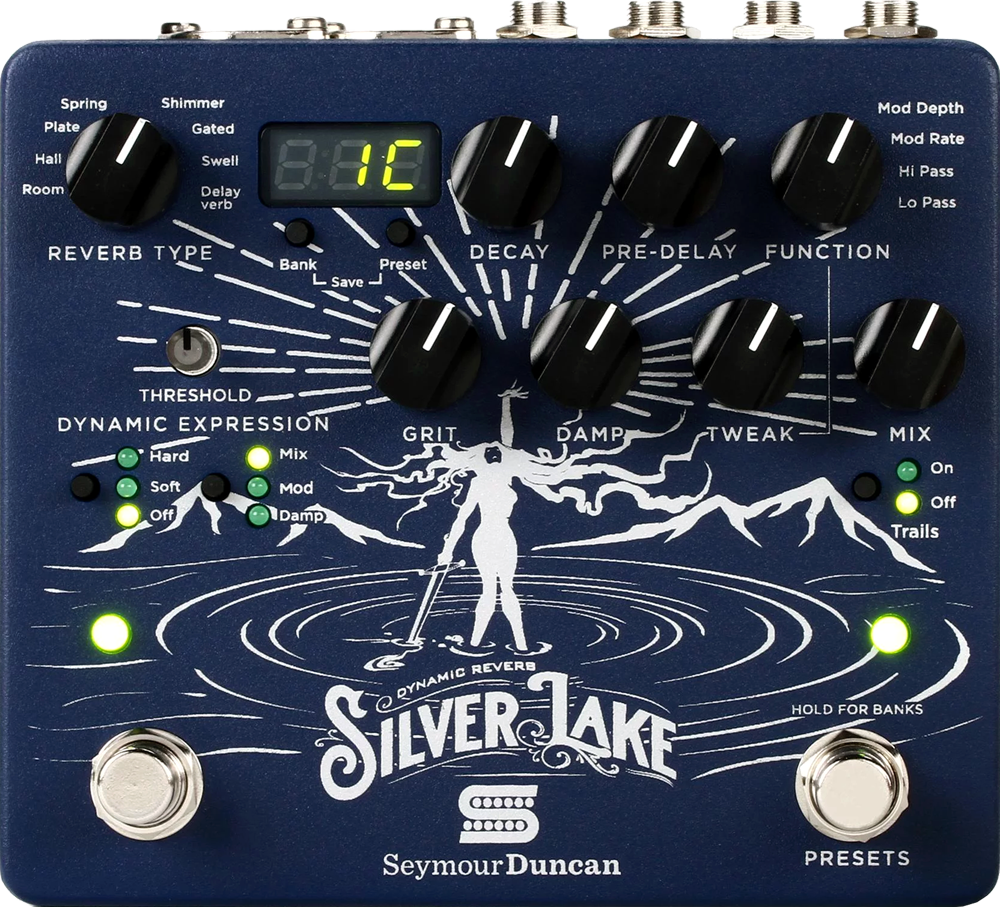 Spring
Shimmer
Plate
Gated
Hall
Swell
Room
Delay
verb
REVERB TYPE
1C
Bank
Preset
Save
DECAY
PRE-DELAY
FUNCTION
Mod Depth
Mod Rate
Hi Pass
Lo Pass
THRESHOLD
DYNAMIC EXPRESSION
GRIT
DAMP
TWEAK
MIX
Hard
Soft
Off
Mix
Mod
Damp
On
Off
Trails
DYNAMIC REVERB
SILVER LAKE
HOLD FOR BANKS
Seymour Duncan
PRESETS